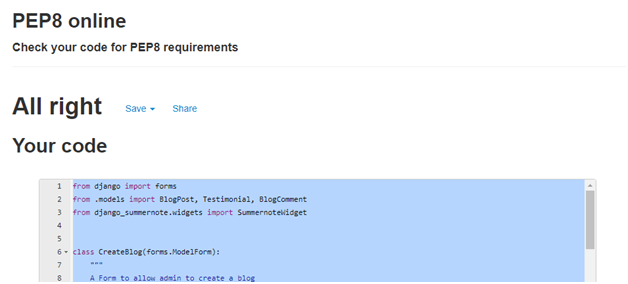 PEP8 online
Check your code for PEP8 requirements
All right Save Share
Your code
1 from django import forms
2 from .models import BlogPost, Testimonial, BlogComment
3 from django_summernote.widgets import SummernoteWidget
4
5
6 class CreateBlog(forms.ModelForm):
7 """
8 A Form to allow admin to create a blog